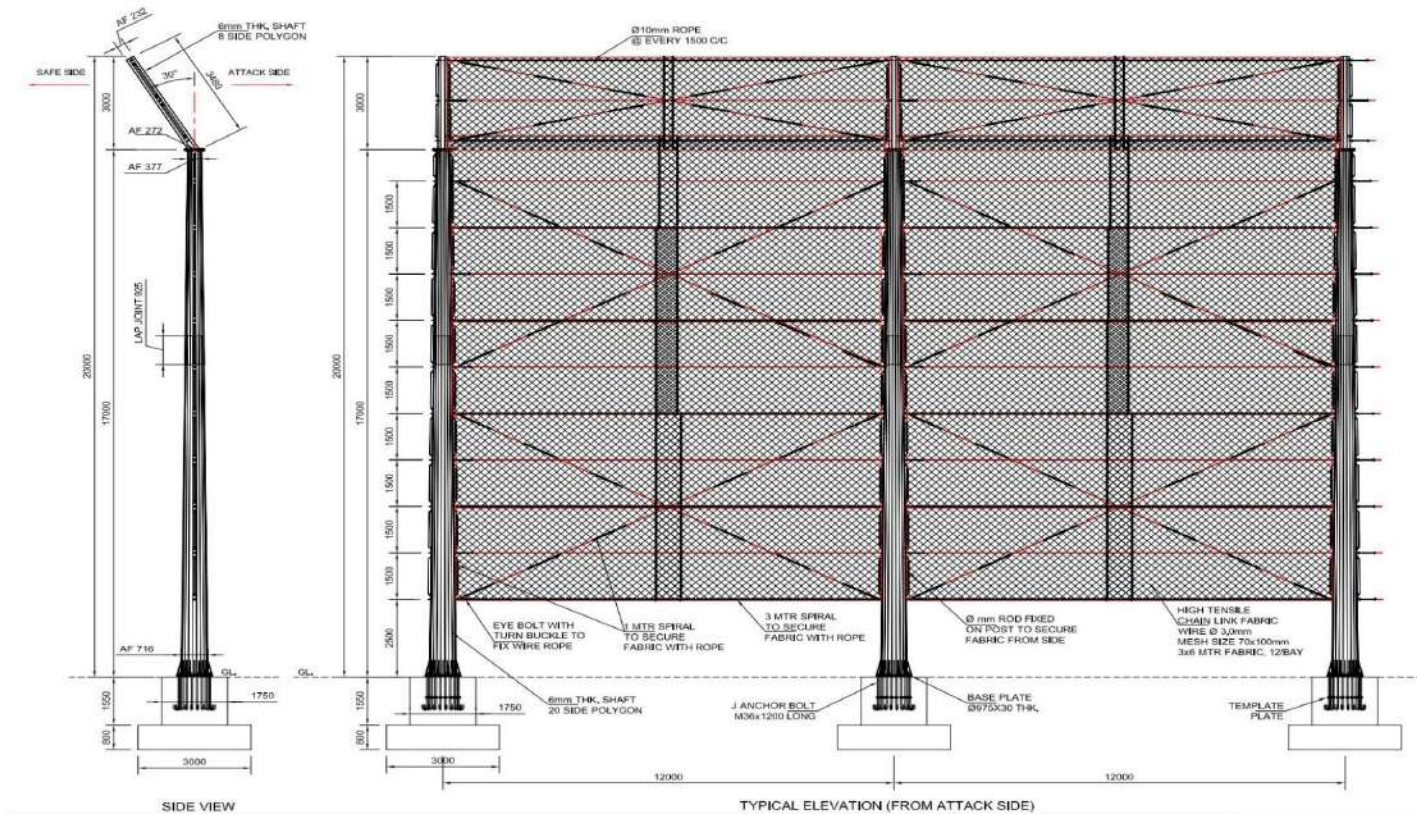 AF 232
6mm THK, SHAFT
8 SIDE POLYGON
SAFE SIDE
30°
ATTACK SIDE
3480
3000
AF 272
AF 377
LAP JOINT 925
20000
17000
AF 716
GL.
1550
1750
800
3000
SIDE VIEW
Ø10mm ROPE
@ EVERY 1500 C/C
3000
20000
17000
1500
1500
1500
1500
1500
1500
1500
1500
1500
2500
EYE BOLT WITH
TURN BUCKLE TO
FIX WIRE ROPE
1 MTR SPIRAL
TO SECURE
FABRIC WITH ROPE
3 MTR SPIRAL
TO SECURE
FABRIC WITH ROPE
Ø mm ROD FIXED
ON POST TO SECURE
FABRIC FROM SIDE
HIGH TENSILE
CHAIN LINK FABRIC
WIRE Ø 3,0mm
MESH SIZE 70x100mm
3x6 MTR FABRIC, 12/BAY
GL.
1550
1750
800
3000
6mm THK, SHAFT
20 SIDE POLYGON
J ANCHOR BOLT
M36x1200 LONG
BASE PLATE
Ø975X30 THK,
TEMPLATE
PLATE
12000
12000
TYPICAL ELEVATION (FROM ATTACK SIDE)